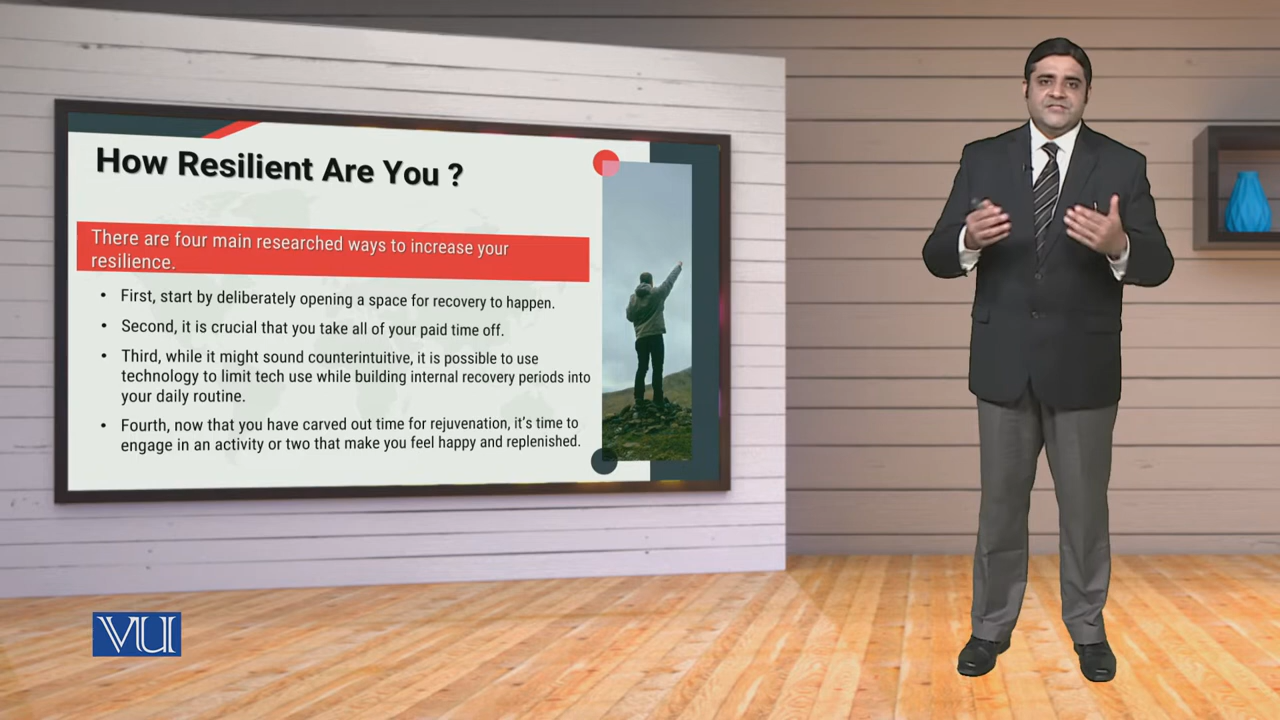 How Resilient Are You ?
There are four main researched ways to increase your
resilience.
• First, start by deliberately opening a space for recovery to happen.
• Second, it is crucial that you take all of your paid time off.
• Third, while it might sound counterintuitive, it is possible to use
technology to limit tech use while building internal recovery periods into
your daily routine.
• Fourth, now that you have carved out time for rejuvenation, it's time to
engage in an activity or two that make you feel happy and replenished.
VU